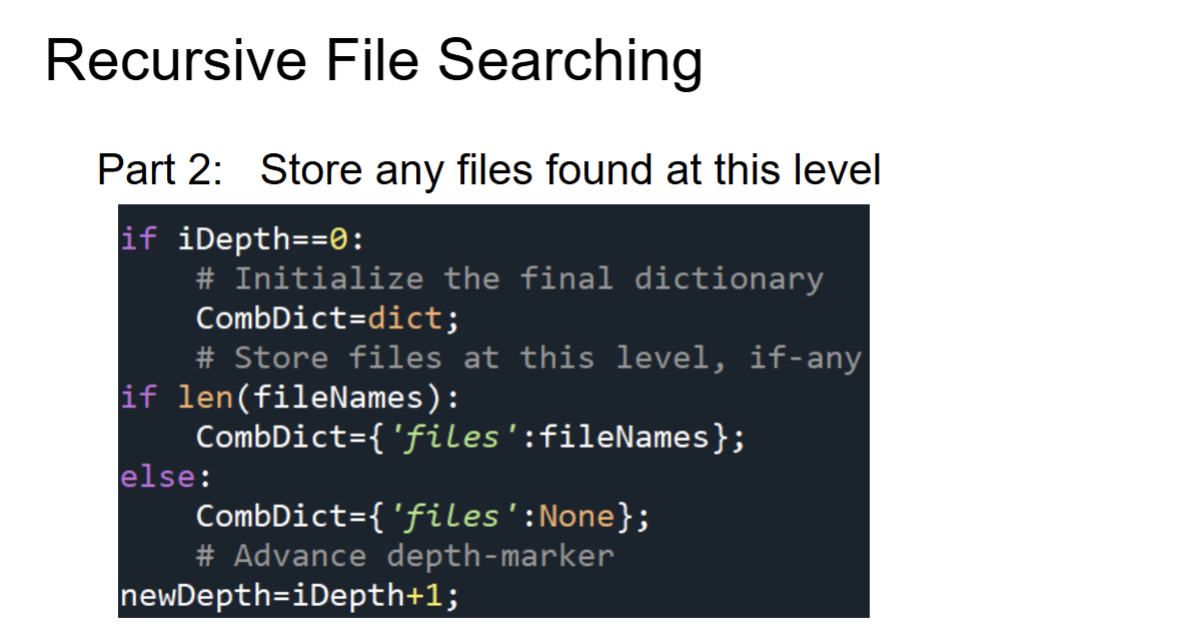 Recursive File Searching
Part 2: Store any files found at this level
if iDepth==0:
    # Initialize the final dictionary
    CombDict=dict;
    # Store files at this level, if-any
if len(fileNames):
    CombDict={'files':fileNames};
else:
    CombDict={'files':None};
    # Advance depth-marker
newDepth=iDepth+1;